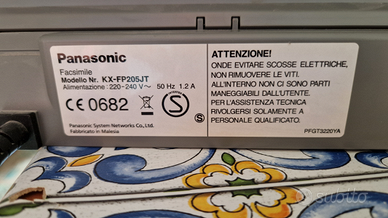 Panasonic
Facsimile
Modello Nr. KX-FP205JT
Alimentazione : 220 - 240 V~ 50 Hz 1.2 A
CE 0682 ! S
Panasonic System Networks Co., Ltd.
Fabbricato in Malesia
ATTENZIONE!
ONDE EVITARE SCOSSE ELETTRICHE,
NON RIMUOVERE LE VITI.
ALL'INTERNO NON CI SONO PARTI
MANEGGIABILI DALL'UTENTE.
PER L'ASSISTENZA TECNICA
RIVOLGERSI SOLAMENTE A
PERSONALE QUALIFICATO.
PFGT3220YA
subito